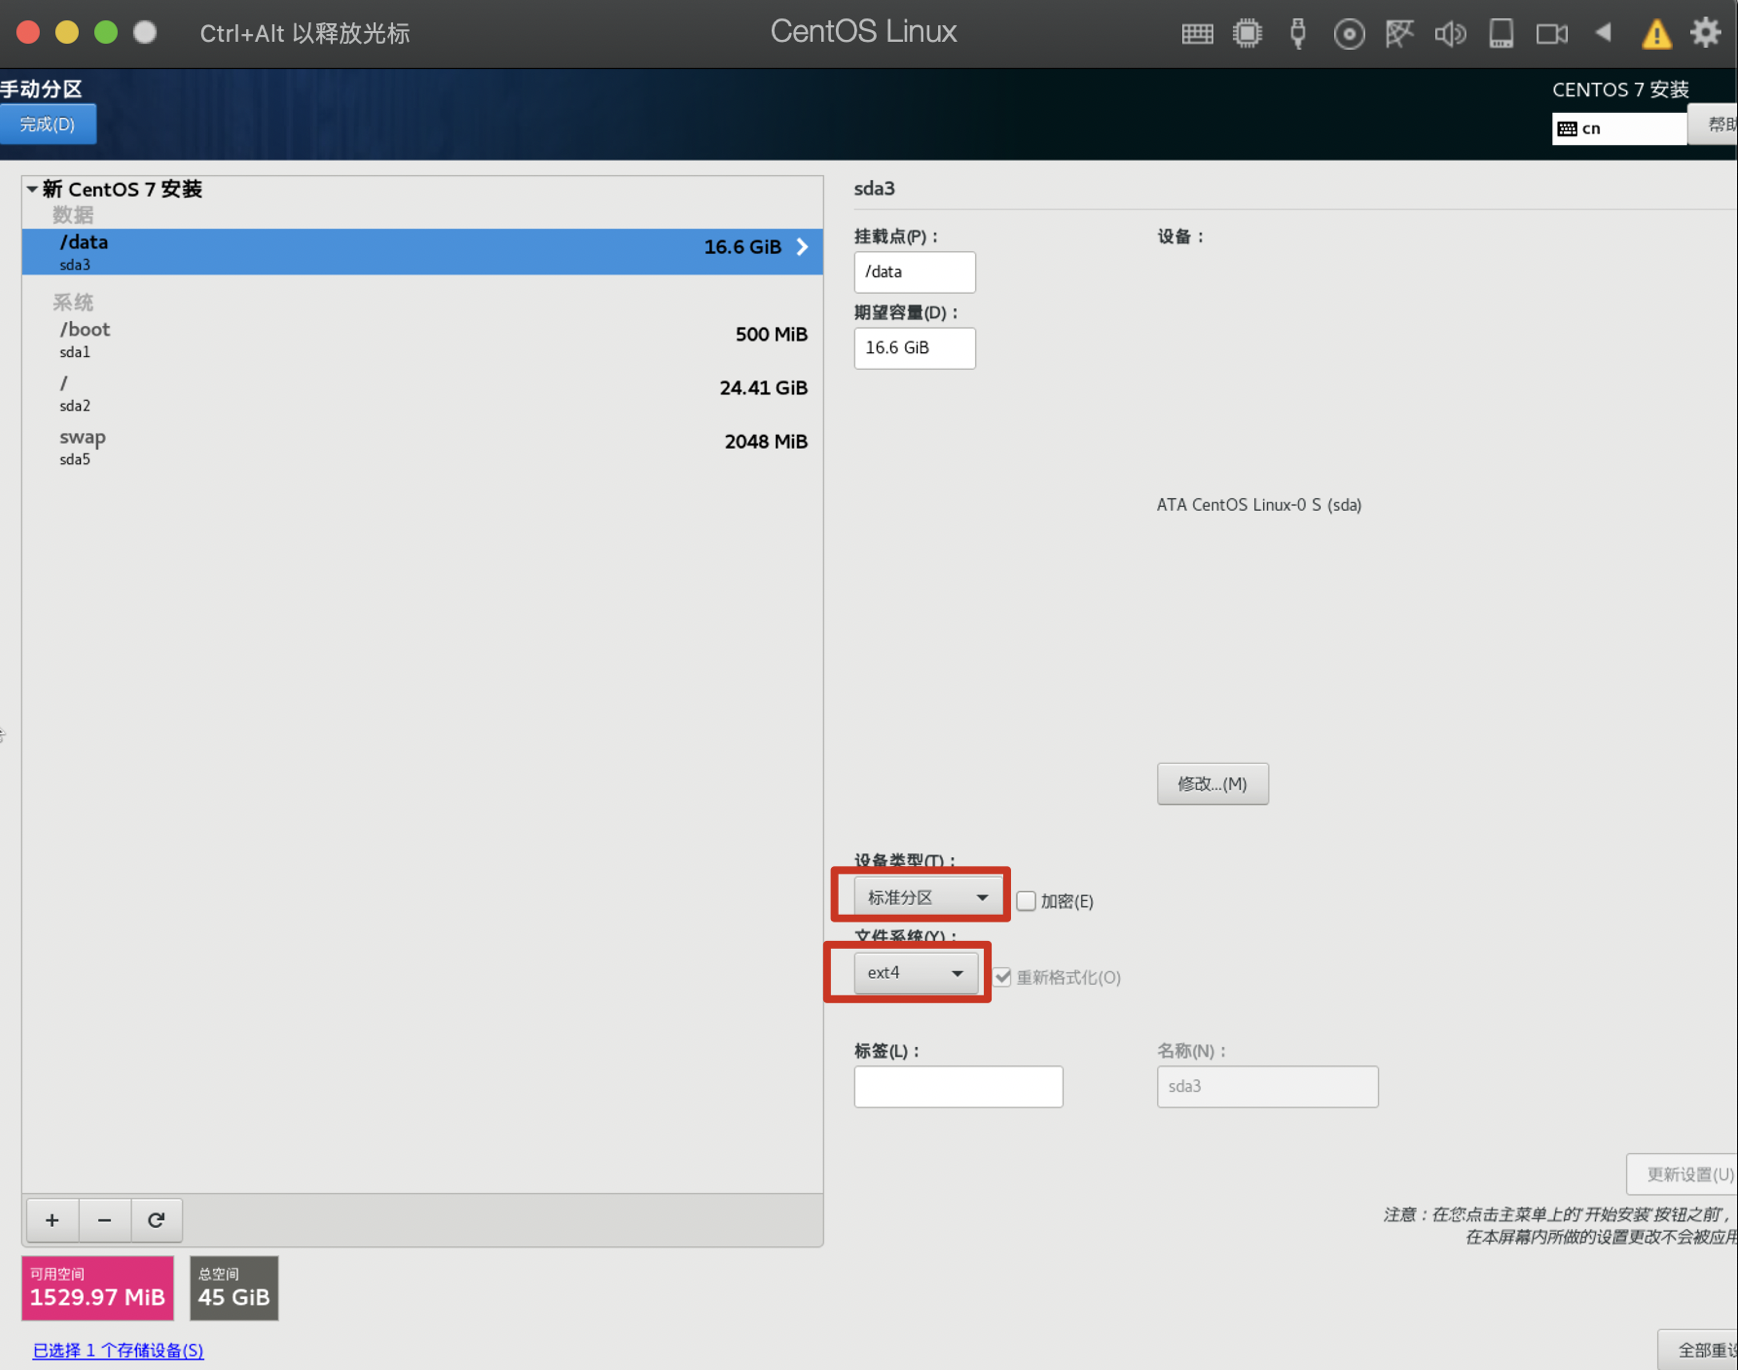 Ctrl+Alt 以释放光标
CentOS Linux
手动分区
CENTOS 7 安装
完成(D)
cn
帮助
新 CentOS 7 安装
数据
/data
16.6 GiB
sda3
系统
/boot
500 MiB
sda1
/
24.41 GiB
sda2
swap
2048 MiB
sda5
sda3
挂载点(P)：
设备：
/data
期望容量(D)：
16.6 GiB
ATA CentOS Linux-0 S (sda)
修改...(M)
设备类型(T)：
标准分区
加密(E)
文件系统(Y)：
ext4
重新格式化(O)
标签(L)：
名称(N)：
sda3
更新设置(U)
注意：在您点击主菜单上的'开始安装'按钮之前，
在本屏幕内所做的设置更改不会被应用
可用空间
1529.97 MiB
总空间
45 GiB
已选择 1 个存储设备(S)
全部重设